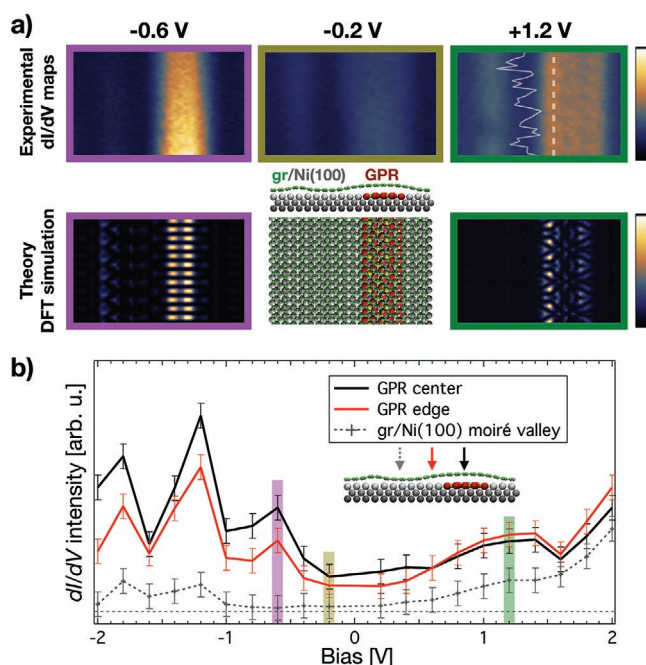 a)
-0.6 V
-0.2 V
+1.2 V
Experimental
dI/dV maps
gr/Ni(100)
GPR
Theory
DFT simulation
b)
dI/dV intensity [arb. u.]
GPR center
GPR edge
gr/Ni(100) moiré valley
-2
-1
0
1
2
Bias [V]